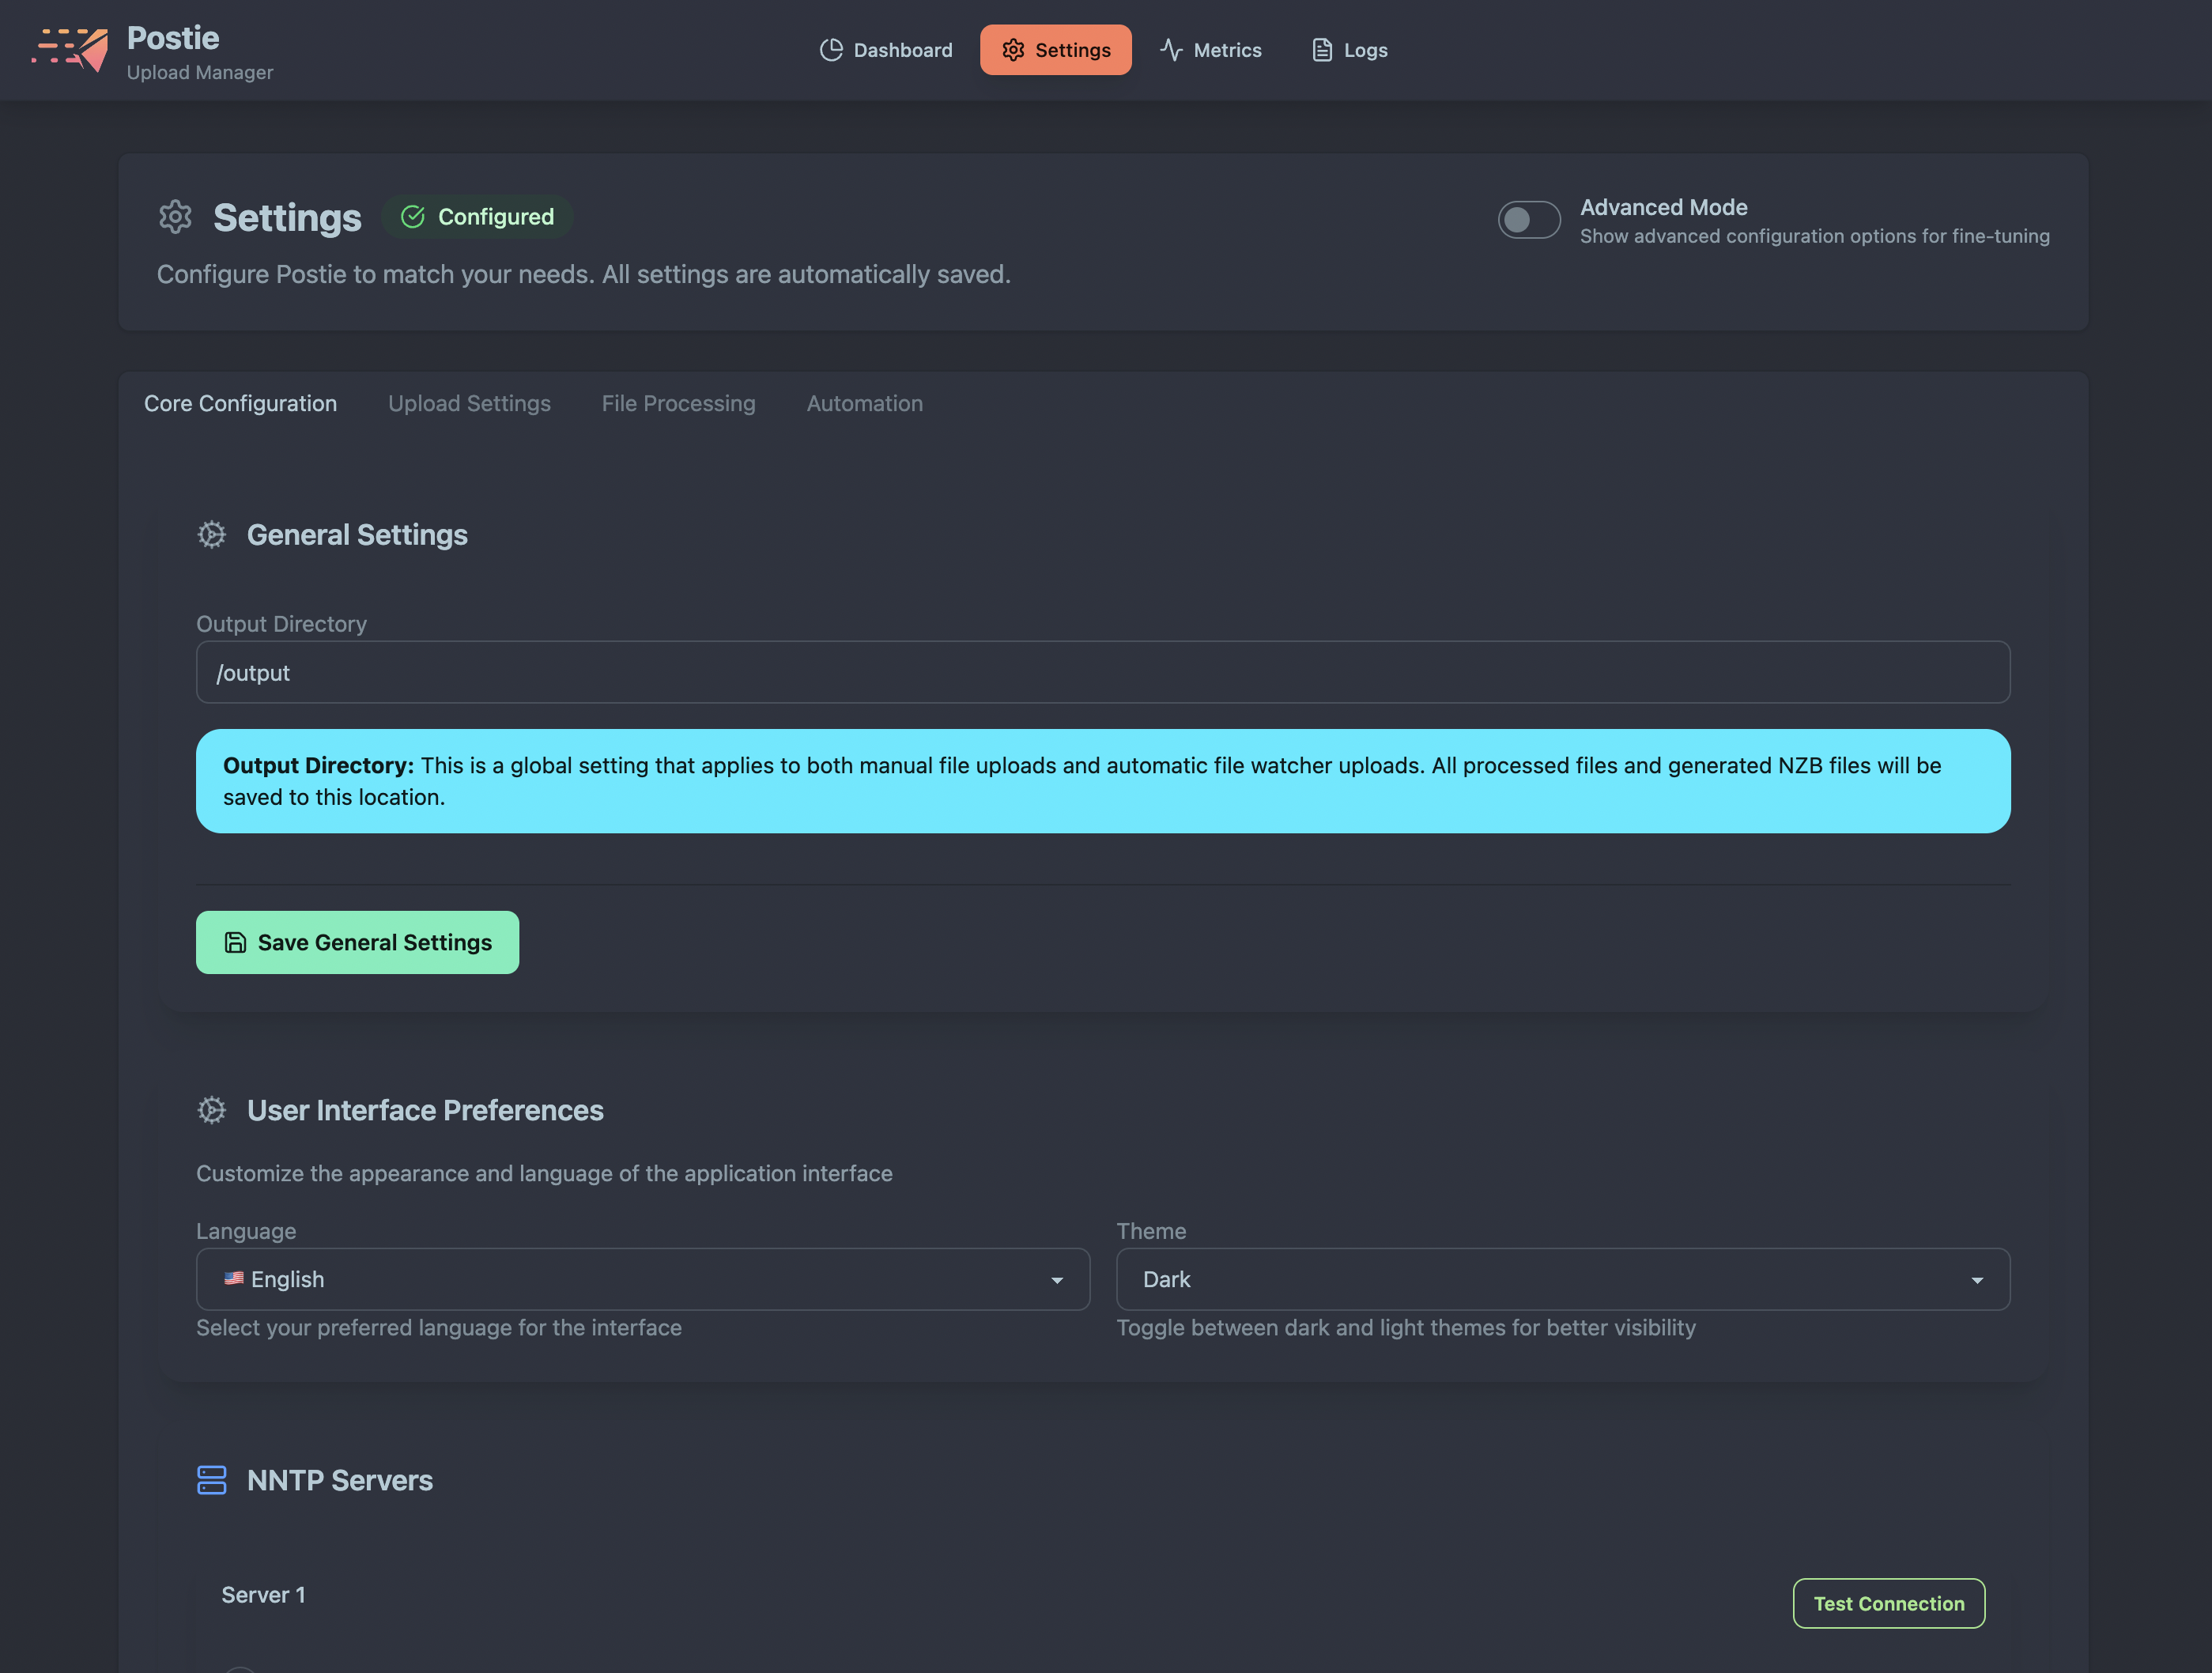 Postie
Upload Manager
Dashboard
Settings
Metrics
Logs
Settings
Configured
Configure Postie to match your needs. All settings are automatically saved.
Advanced Mode
Show advanced configuration options for fine-tuning
Core Configuration
Upload Settings
File Processing
Automation
General Settings
Output Directory
/output
Output Directory: This is a global setting that applies to both manual file uploads and automatic file watcher uploads. All processed files and generated NZB files will be
saved to this location.
Save General Settings
User Interface Preferences
Customize the appearance and language of the application interface
Language
English
Select your preferred language for the interface
Theme
Dark
Toggle between dark and light themes for better visibility
NNTP Servers
Server 1
Test Connection